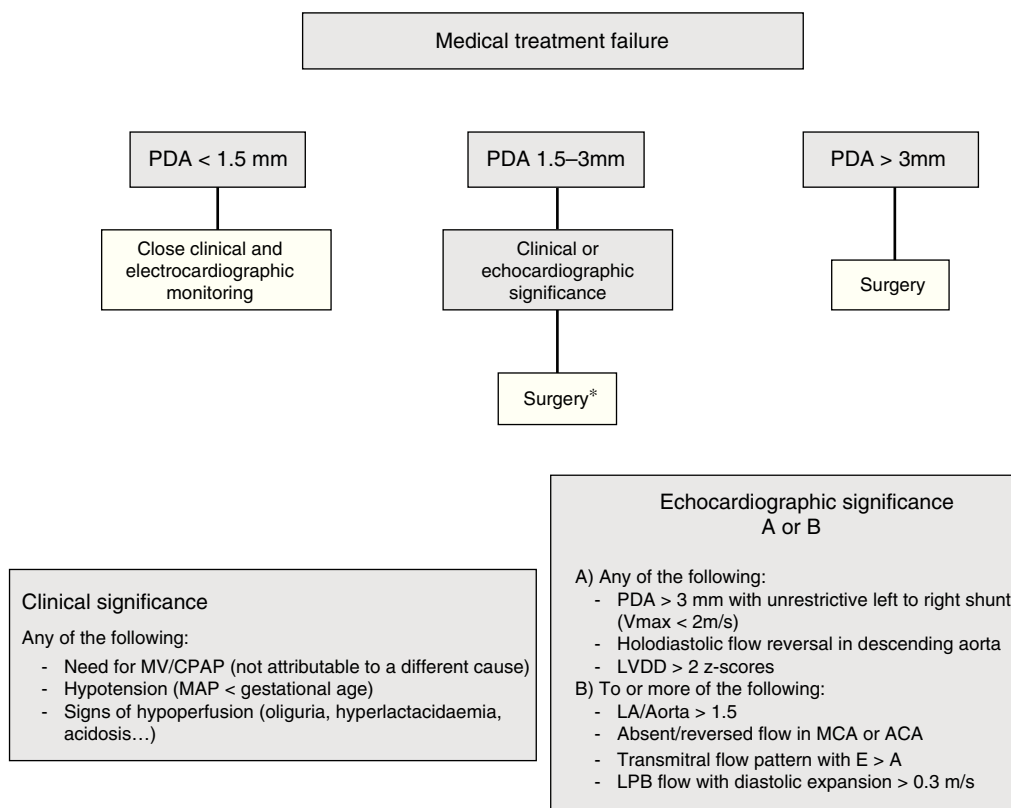 Medical treatment failure
PDA < 1.5 mm
PDA 1.5–3mm
PDA > 3mm
Close clinical and
electrocardiographic
monitoring
Clinical or
echocardiographic
significance
Surgery
Surgery*
Clinical significance
Any of the following:
- Need for MV/CPAP (not attributable to a different cause)
- Hypotension (MAP < gestational age)
- Signs of hypoperfusion (oliguria, hyperlactacidaemia,
acidosis…)
Echocardiographic significance
A or B
A) Any of the following:
- PDA > 3 mm with unrestrictive left to right shunt
(Vmax < 2m/s)
- Holodiastolic flow reversal in descending aorta
- LVDD > 2 z-scores
B) To or more of the following:
- LA/Aorta > 1.5
- Absent/reversed flow in MCA or ACA
- Transmitral flow pattern with E > A
- LPB flow with diastolic expansion > 0.3 m/s